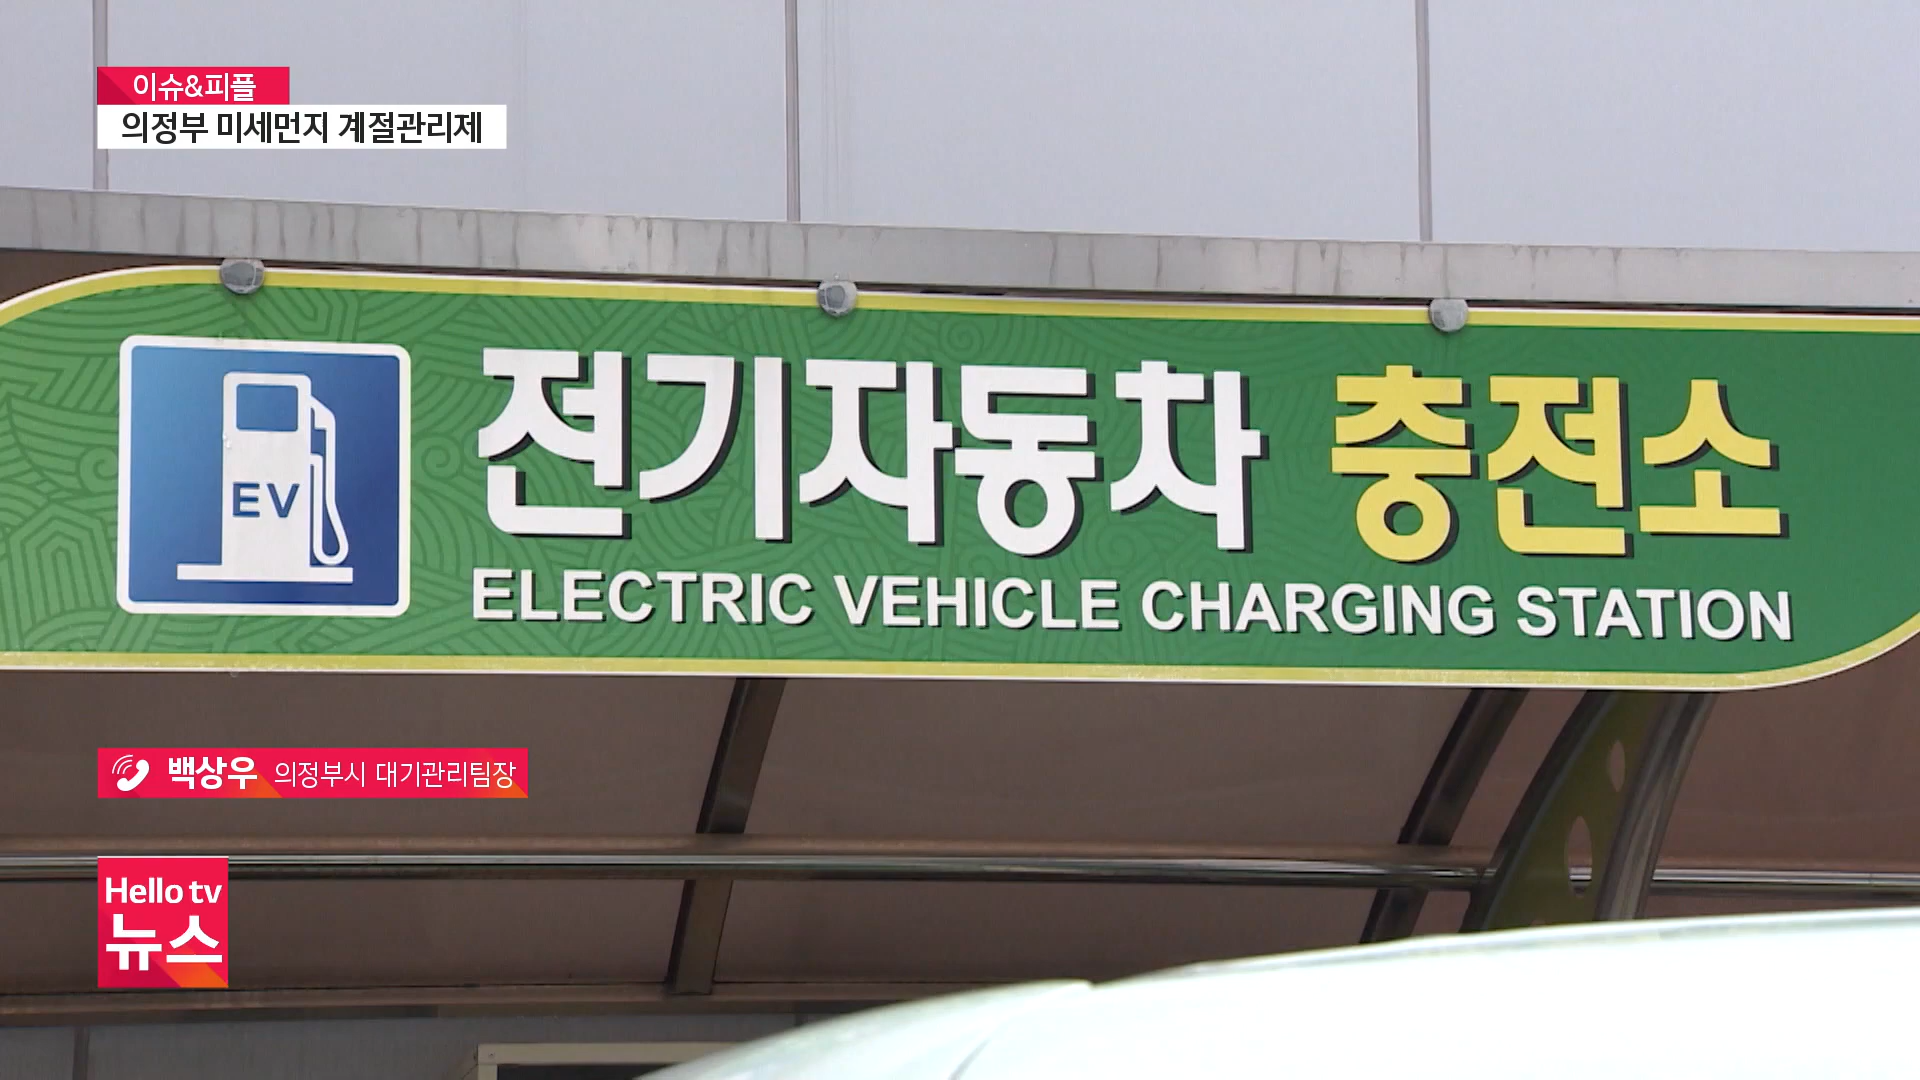 이슈&피플
의정부 미세먼지 계절관리제
EV
전기자동차 충전소
ELECTRIC VEHICLE CHARGING STATION
백상우 의정부시 대기관리팀장
Hello tv
뉴스